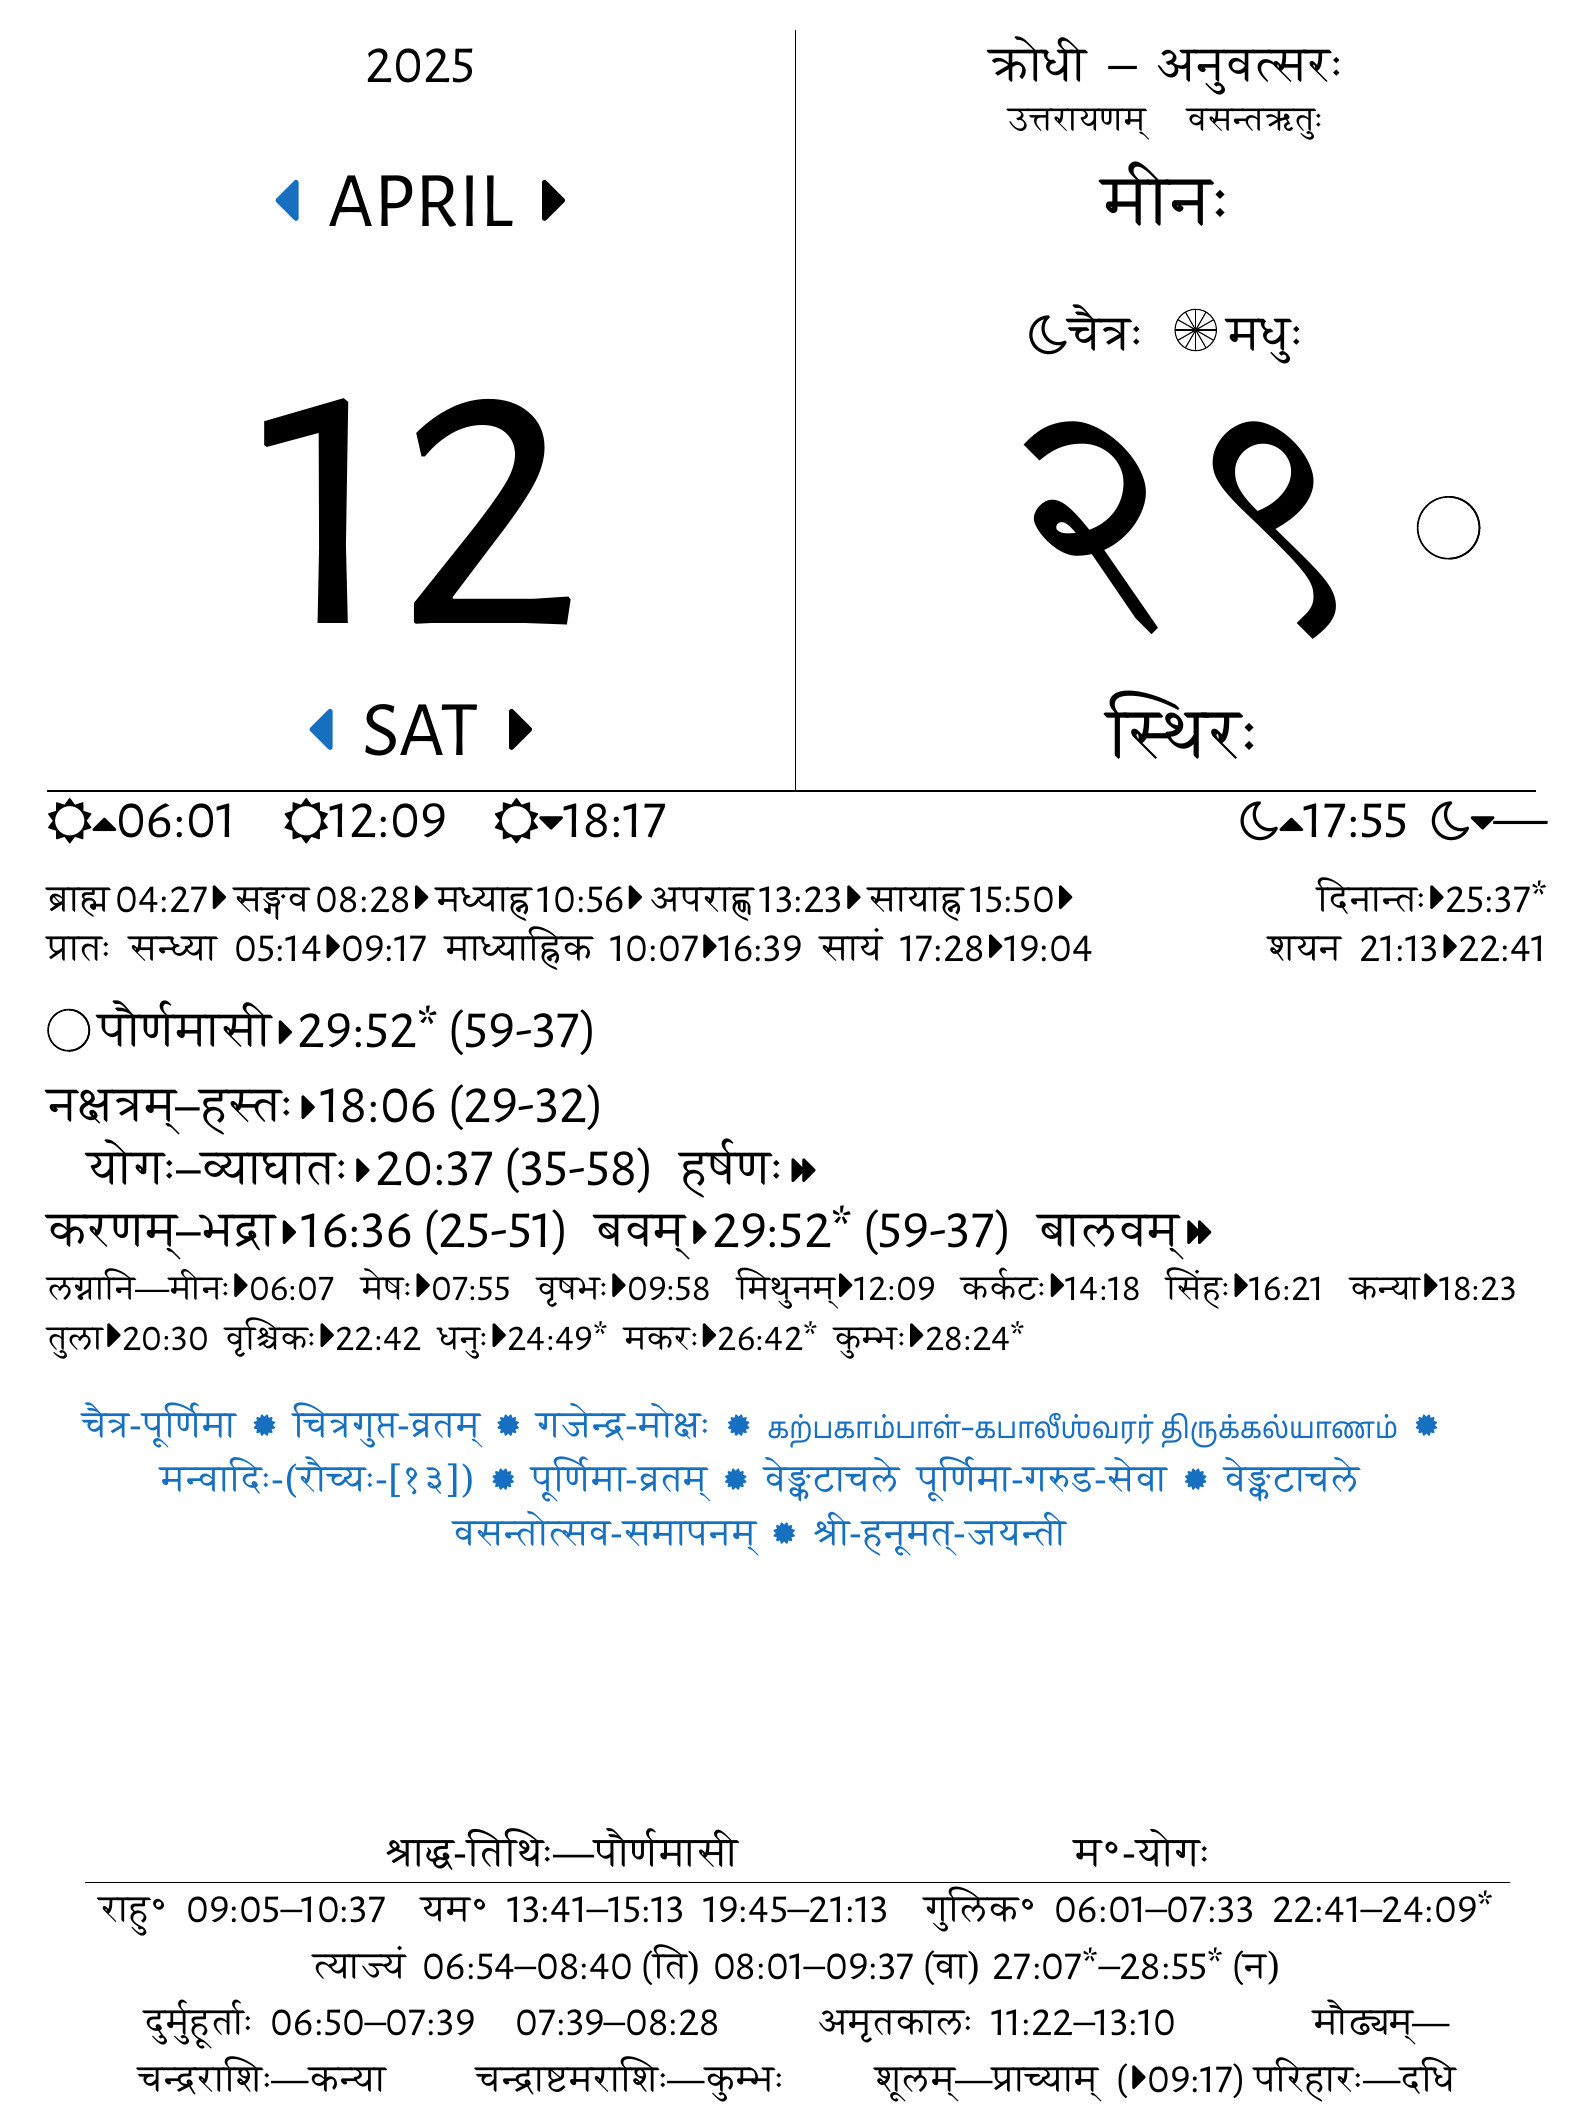 2025
APRIL
12
SAT
क्रोधी – अनुवत्सरः
उत्तरायणम् वसन्तऋतुः
मीनः
चैत्रः मधुः
२९
स्थिरः
06:01 12:09 18:17 17:55 —
ब्राह्म 04:27 सङ्गव 08:28 मध्याह्न 10:56 अपराह्ण 13:23 सायाह्न 15:50 दिनान्तः 25:37*
प्रातः सन्ध्या 05:14 09:17 माध्याह्निक 10:07 16:39 सायं 17:28 19:04 शयन 21:13 22:41
पौर्णमासी 29:52* (59-37)
नक्षत्रम्–हस्तः 18:06 (29-32)
योगः–व्याघातः 20:37 (35-58) हर्षणः
करणम्–भद्रा 16:36 (25-51) बवम् 29:52* (59-37) बालवम्
लग्नानि—मीनः 06:07 मेषः 07:55 वृषभः 09:58 मिथुनम् 12:09 कर्कटः 14:18 सिंहः 16:21 कन्या 18:23
तुला 20:30 वृश्चिकः 22:42 धनुः 24:49* मकरः 26:42* कुम्भः 28:24*
चैत्र-पूर्णिमा ✹ चित्रगुप्त-व्रतम् ✹ गजेन्द्र-मोक्षः ✹ கற்பகாம்பாள்-கபாலீஶ்வரர் திருக்கல்யாணம் ✹
मन्वादिः-(रौच्यः-[१३]) ✹ पूर्णिमा-व्रतम् ✹ वेङ्कटाचले पूर्णिमा-गरुड-सेवा ✹ वेङ्कटाचले
वसन्तोत्सव-समापनम् ✹ श्री-हनूमत्-जयन्ती
श्राद्ध-तिथिः—पौर्णमासी म॰-योगः
राहु॰ 09:05–10:37 यम॰ 13:41–15:13 19:45–21:13 गुलिक॰ 06:01–07:33 22:41–24:09*
त्याज्यं 06:54–08:40 (ति) 08:01–09:37 (वा) 27:07*–28:55* (न)
दुर्मुहूर्ताः 06:50–07:39 07:39–08:28 अमृतकालः 11:22–13:10 मौढ्यम्—
चन्द्रराशिः—कन्या चन्द्राष्टमराशिः—कुम्भः शूलम्—प्राच्याम् (09:17) परिहारः—दधि